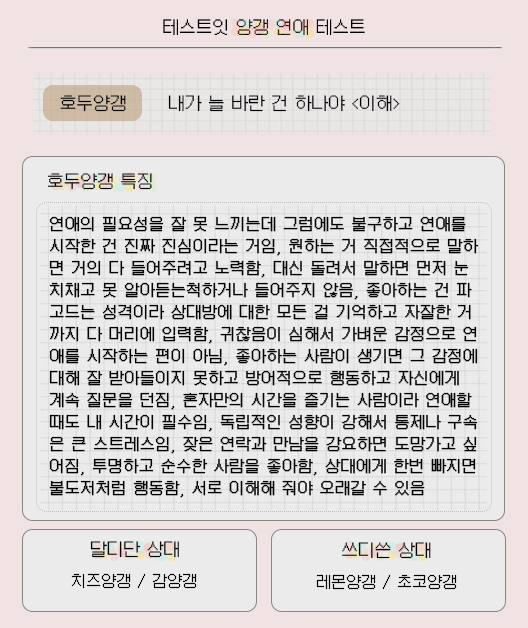 테스트잇 양갱 연애 테스트
호두양갱 내가 늘 바란 건 하나야 <이해>
호두양갱 특징
연애의 필요성을 잘 못 느끼는데 그럼에도 불구하고 연애를
시작한 건 진짜 진심이라는 거임, 원하는 거 직접적으로 말하
면 거의 다 들어주려고 노력함, 대신 돌려서 말하면 먼저 눈
치채고 못 알아듣는척하거나 들어주지 않음, 좋아하는 건 파
고드는 성격이라 상대방에 대한 모든 걸 기억하고 자잘한 거
까지 다 머리에 입력함, 귀찮음이 심해서 가벼운 감정으로 연
애를 시작하는 편이 아님, 좋아하는 사람이 생기면 그 감정에
대해 잘 받아들이지 못하고 방어적으로 행동하고 자신에게
계속 질문을 던짐, 혼자만의 시간을 즐기는 사람이라 연애할
때도 내 시간이 필수임, 독립적인 성향이 강해서 통제나 구속
은 큰 스트레스임, 잦은 연락과 만남을 강요하면 도망가고 싶
어짐, 투명하고 순수한 사람을 좋아함, 상대에게 한번 빠지면
불도저처럼 행동함, 서로 이해해 줘야 오래갈 수 있음
달디단 상대
치즈양갱 / 감양갱
쓰디쓴 상대
레몬양갱 / 초코양갱